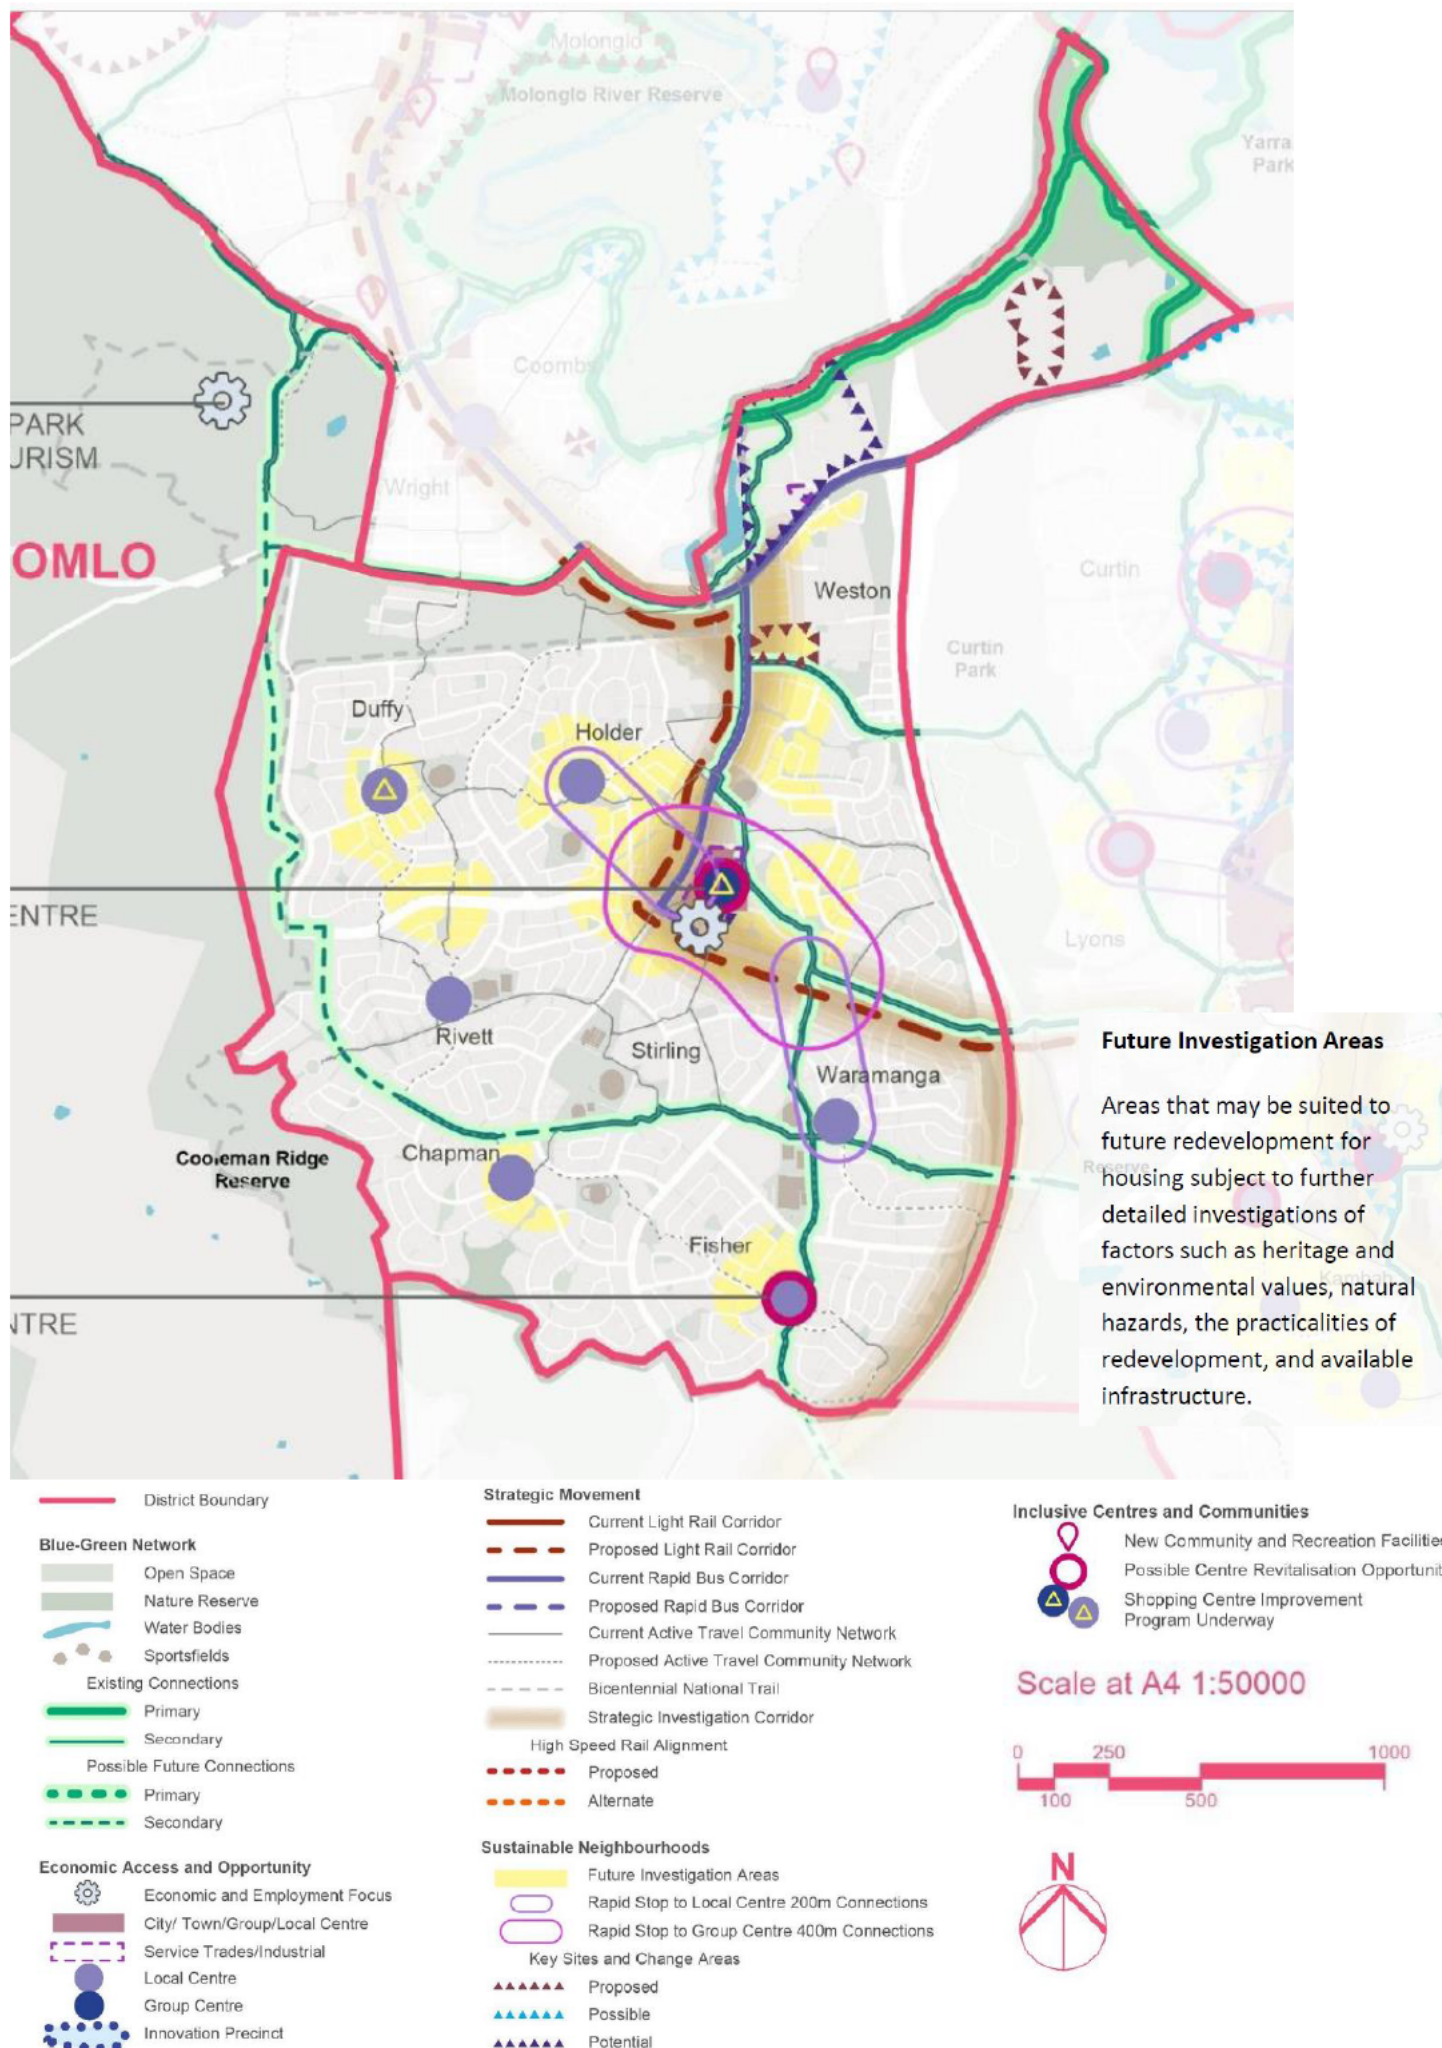 Molonglo
Molonglo River Reserve
Yarra
Park
Coombs
PARK
URISM
Wright
OMLO
Weston
Curtin
Curtin
Park
Duffy
Holder
ENTRE
Lyons
Rivett
Stirling
Waramanga
Chapman
Cooleman Ridge
Reserve
Fisher
NTRE
Reserve
Kambah
Future Investigation Areas
Areas that may be suited to
future redevelopment for
housing subject to further
detailed investigations of
factors such as heritage and
environmental values, natural
hazards, the practicalities of
redevelopment, and available
infrastructure.
District Boundary
Blue-Green Network
Open Space
Nature Reserve
Water Bodies
Sportsfields
Existing Connections
Primary
Secondary
Possible Future Connections
Primary
Secondary
Economic Access and Opportunity
Economic and Employment Focus
City/ Town/Group/Local Centre
Service Trades/Industrial
Local Centre
Group Centre
Innovation Precinct
Strategic Movement
Current Light Rail Corridor
Proposed Light Rail Corridor
Current Rapid Bus Corridor
Proposed Rapid Bus Corridor
Current Active Travel Community Network
Proposed Active Travel Community Network
Bicentennial National Trail
Strategic Investigation Corridor
High Speed Rail Alignment
Proposed
Alternate
Sustainable Neighbourhoods
Future Investigation Areas
Rapid Stop to Local Centre 200m Connections
Rapid Stop to Group Centre 400m Connections
Key Sites and Change Areas
Proposed
Possible
Potential
Inclusive Centres and Communities
New Community and Recreation Facilities
Possible Centre Revitalisation Opportunit
Shopping Centre Improvement
Program Underway
Scale at A4 1:50000
0 250 1000
100 500
N